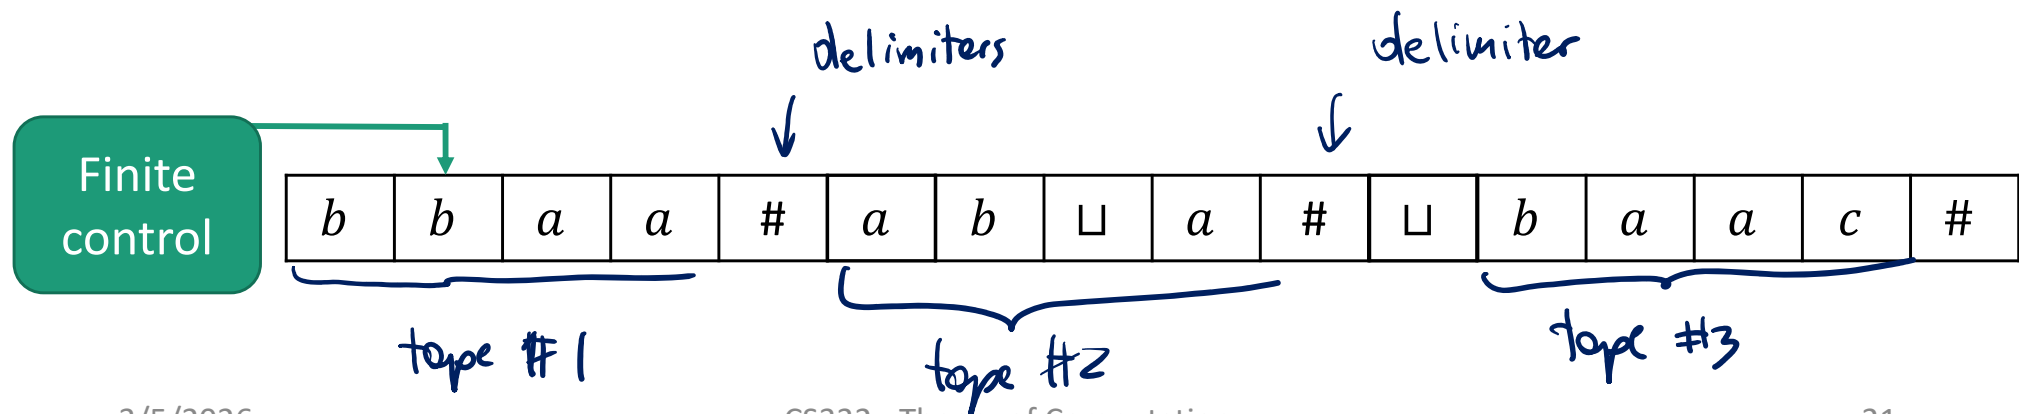 delimiters delimiter
Finite
control
b b a a # a b ⊔ a # ⊔ b a a c #
tape #1 tape #2 tape #3